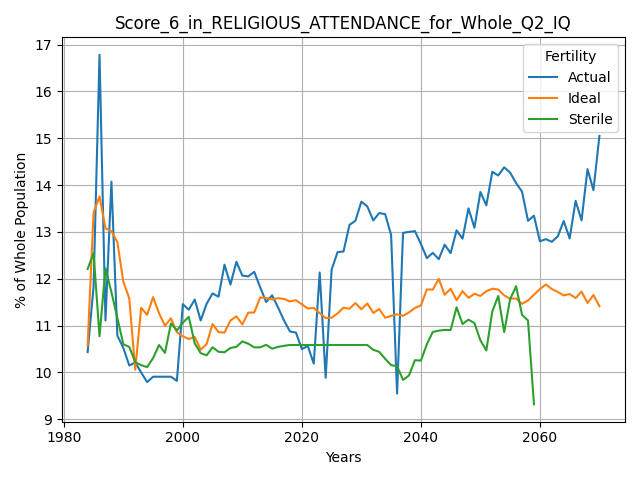 Score_6_in_RELIGIOUS_ATTENDANCE_for_Whole_Q2_IQ
Fertility
Actual
Ideal
Sterile
% of Whole Population
17
16
15
14
13
12
11
10
9
1980
2000
2020
2040
2060
Years